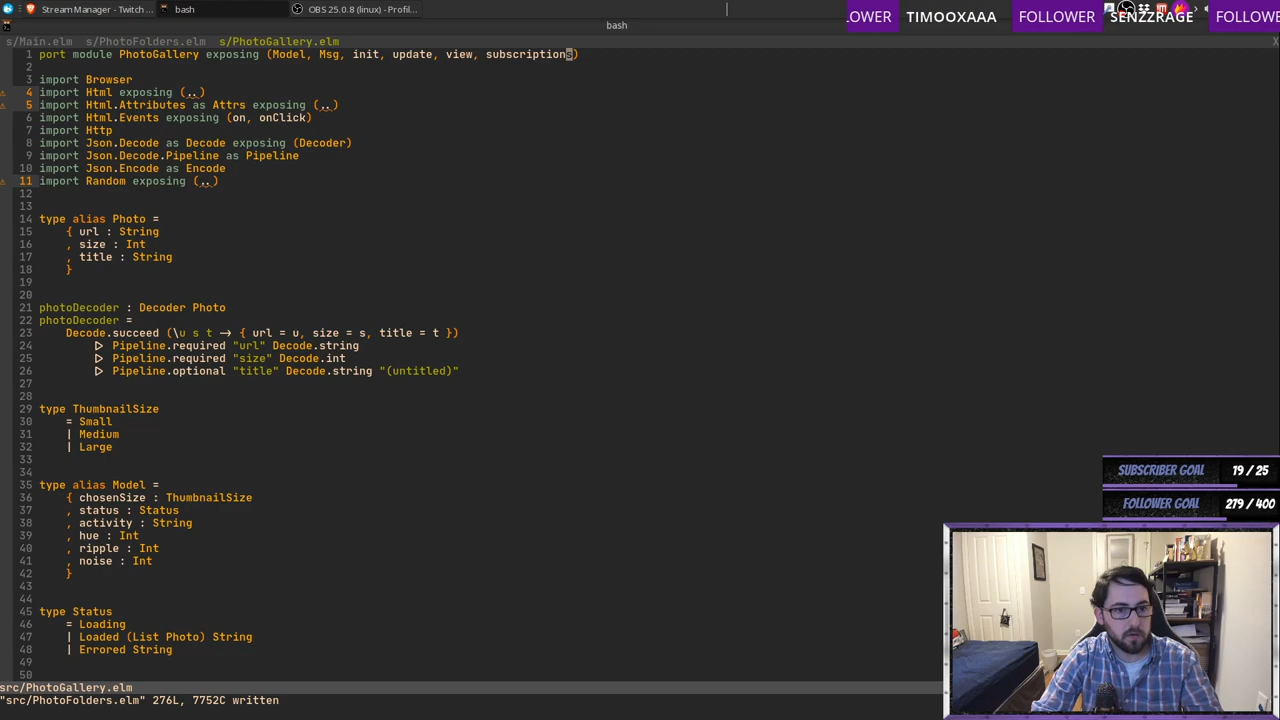 Stream Manager - Twitch ...
bash
OBS 25.0.8 (linux) - Profil...
LOWER TIMOOXAAA FOLLOWER SENZZRAGE FOLLOWE
bash
s/Main.elm s/PhotoFolders.elm s/PhotoGallery.elm X
1 port module PhotoGallery exposing (Model, Msg, init, update, view, subscriptions)
2
3 import Browser
4 import Html exposing (..)
5 import Html.Attributes as Attrs exposing (..)
6 import Html.Events exposing (on, onClick)
7 import Http
8 import Json.Decode as Decode exposing (Decoder)
9 import Json.Decode.Pipeline as Pipeline
10 import Json.Encode as Encode
11 import Random exposing (..)
12
13
14 type alias Photo =
15 { url : String
16 , size : Int
17 , title : String
18 }
19
20
21 photoDecoder : Decoder Photo
22 photoDecoder =
23 Decode.succeed (\u s t -> { url = u, size = s, title = t })
24 |> Pipeline.required "url" Decode.string
25 |> Pipeline.required "size" Decode.int
26 |> Pipeline.optional "title" Decode.string "(untitled)"
27
28
29 type ThumbnailSize
30 = Small
31 | Medium
32 | Large
33
34
35 type alias Model =
36 { chosenSize : ThumbnailSize
37 , status : Status
38 , activity : String
39 , hue : Int
40 , ripple : Int
41 , noise : Int
42 }
43
44
45 type Status
46 = Loading
47 | Loaded (List Photo) String
48 | Errored String
49
50
SUBSCRIBER GOAL 19 / 25
FOLLOWER GOAL 279 / 400
src/PhotoGallery.elm
"src/PhotoFolders.elm" 276L, 7752C written